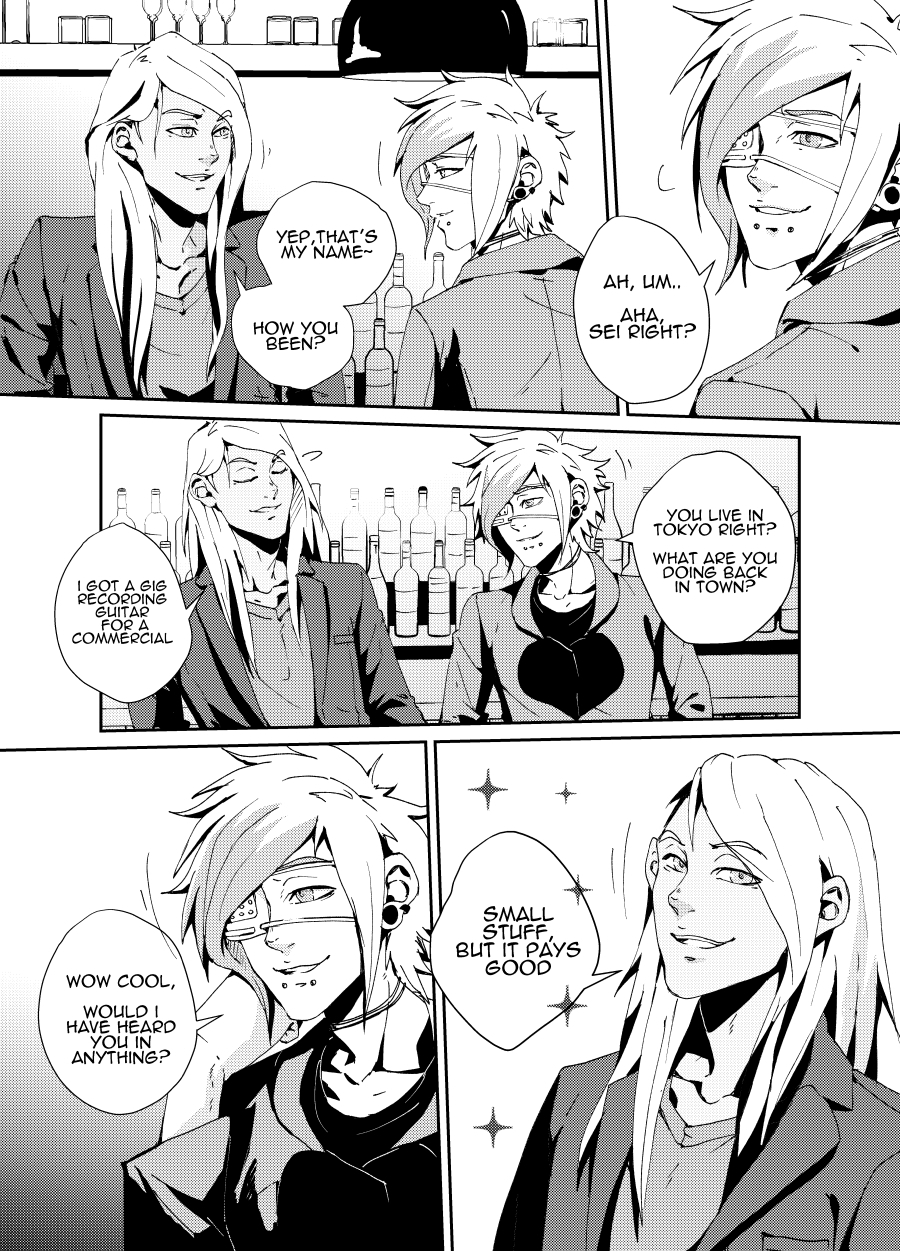 AH, UM..
AHA,
SEI RIGHT?
YEP,THAT'S
MY NAME~
HOW YOU
BEEN?
YOU LIVE IN
TOKYO RIGHT?
WHAT ARE YOU
DOING BACK
IN TOWN?
I GOT A GIG
RECORDING
GUITAR
FOR A
COMMERCIAL
SMALL
STUFF,
BUT IT PAYS
GOOD
WOW COOL,
WOULD I
HAVE HEARD
YOU IN
ANYTHING?